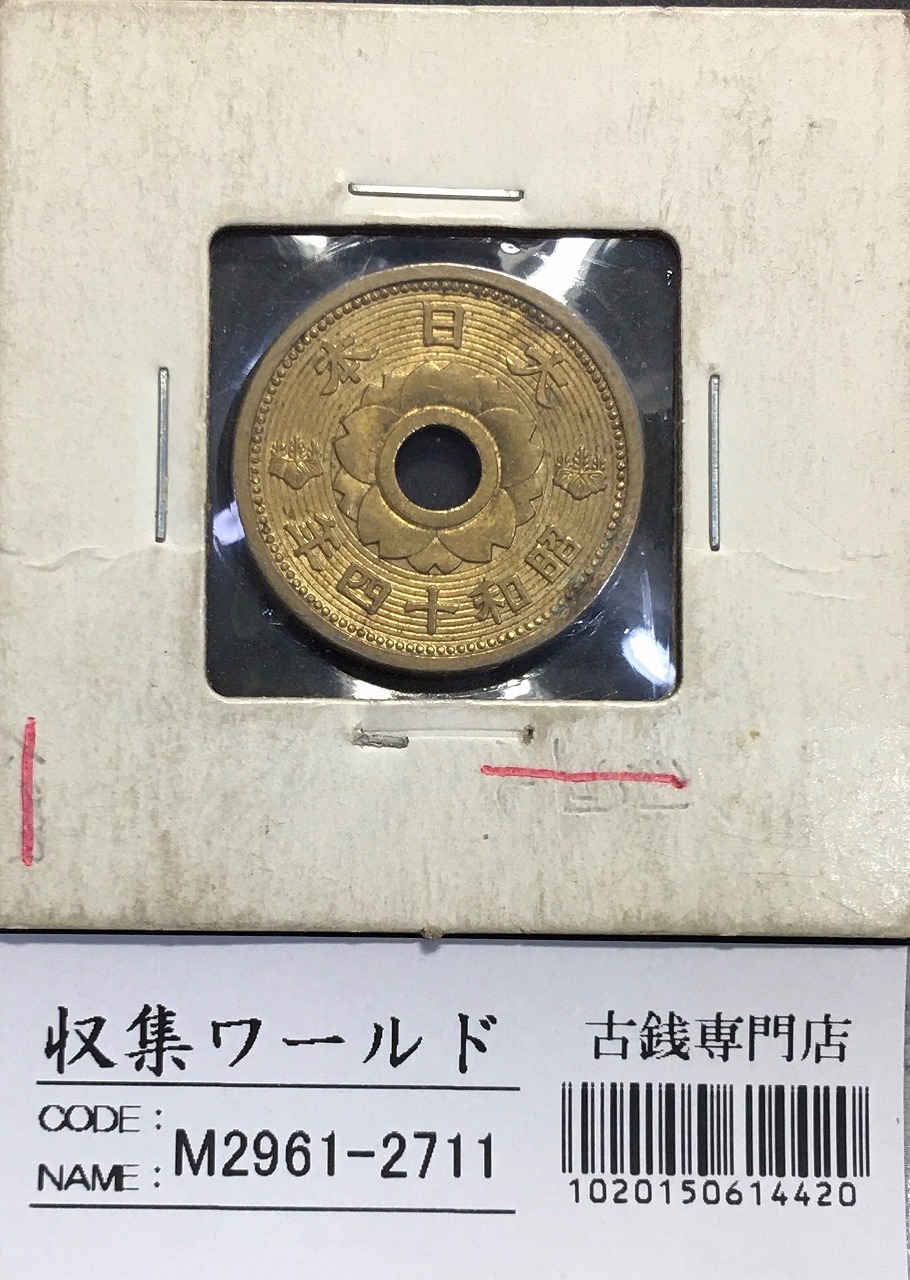 大日本
昭和十四年
収集ワールド
古銭専門店
CODE:
NAME:
M2961-2711
1020150614420